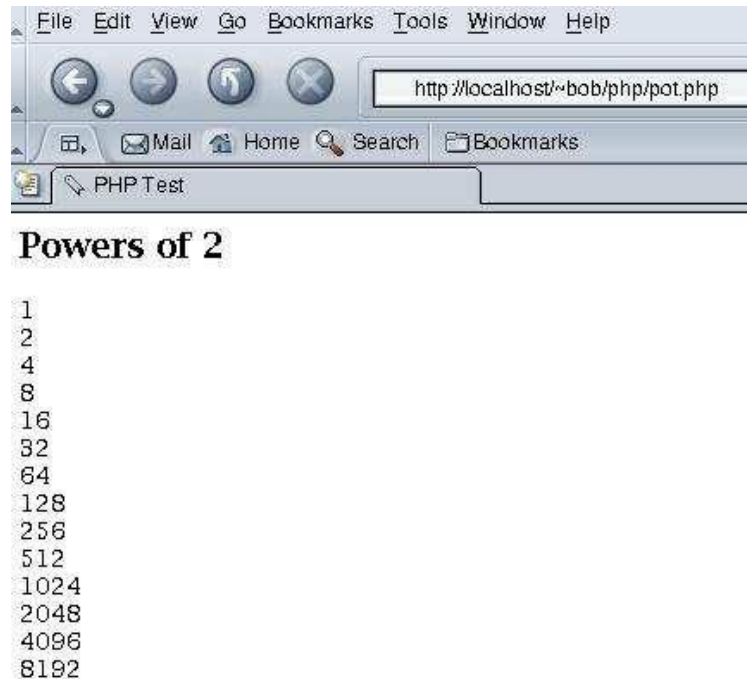 File Edit View Go Bookmarks Tools Window Help
http://localhost/~bob/php/pot.php
Mail Home Search Bookmarks
PHP Test
Powers of 2
1
2
4
8
16
32
64
128
256
512
1024
2048
4096
8192